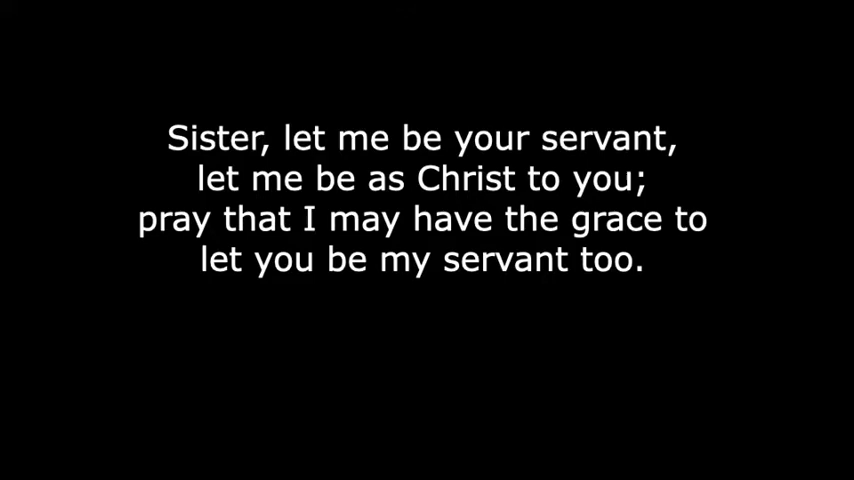 Sister, let me be your servant,
let me be as Christ to you;
pray that I may have the grace to
let you be my servant too.